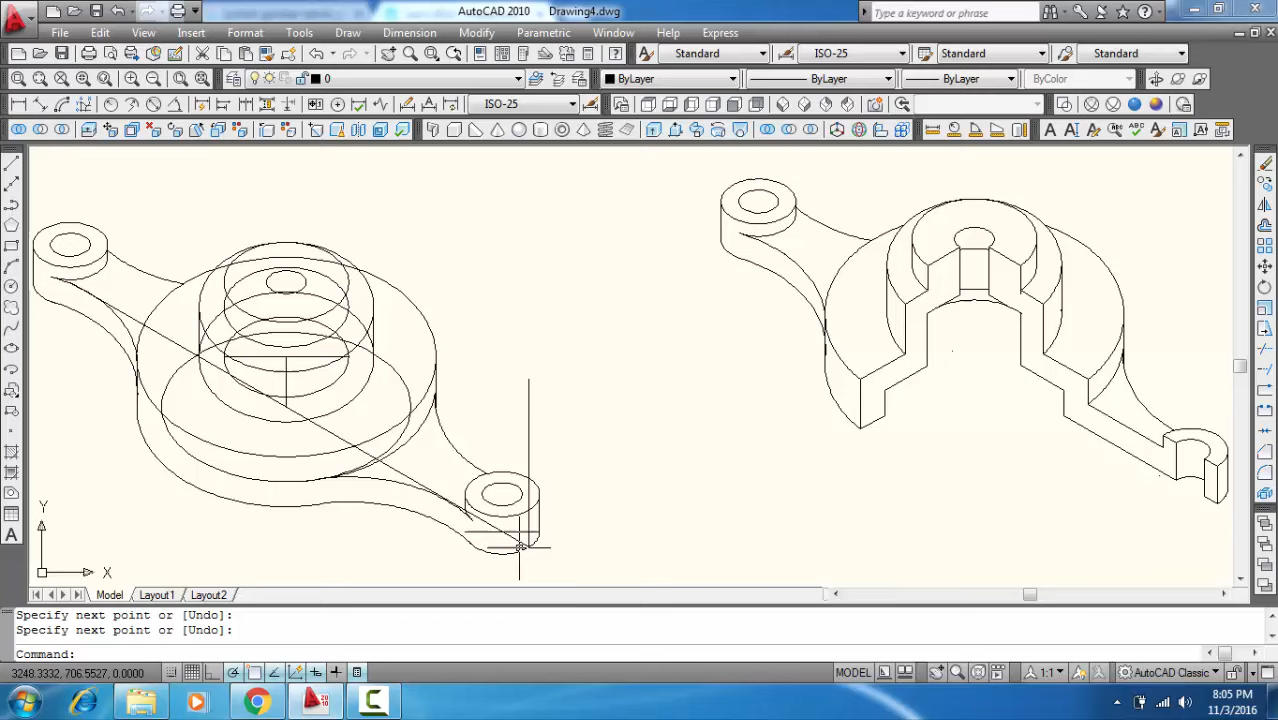 AutoCAD 2010 Drawing4.dwg
Type a keyword or phrase
File Edit View Insert Format Tools Draw Dimension Modify Parametric Window Help Express
Standard ISO-25 Standard Standard
0 ByLayer ByLayer ByLayer ByColor
ISO-25
Y
X
Model Layout1 Layout2
Specify next point or [Undo]:
Specify next point or [Undo]:
Command:
3248.3332, 706.5527, 0.0000 MODEL 1:1 AutoCAD Classic
8:05 PM
11/3/2016